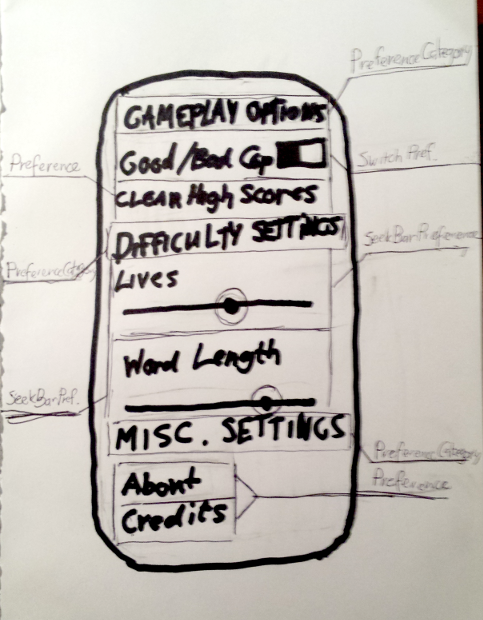 PreferenceCategory
GAMEPLAY OPTIONS
Good/Bad Cop
Switch Pref.
Preference
CLEAR High Scores
DIFFICULTY SETTINGS
SeekBarPreference
PreferenceCategory
Lives
Word Length
SeekBarPref.
MISC. SETTINGS
PreferenceCategory
Preference
About
Credits